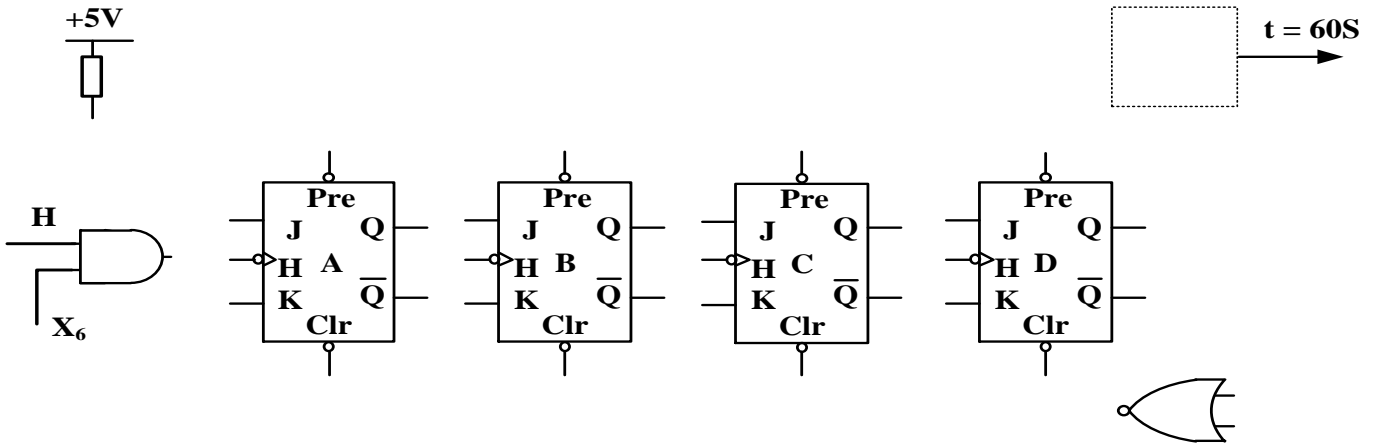 +5V
t = 60S
H
X₆
Pre
J Q
H A
K Q̅
Clr
Pre
J Q
H B
K Q̅
Clr
Pre
J Q
H C
K Q̅
Clr
Pre
J Q
H D
K Q̅
Clr